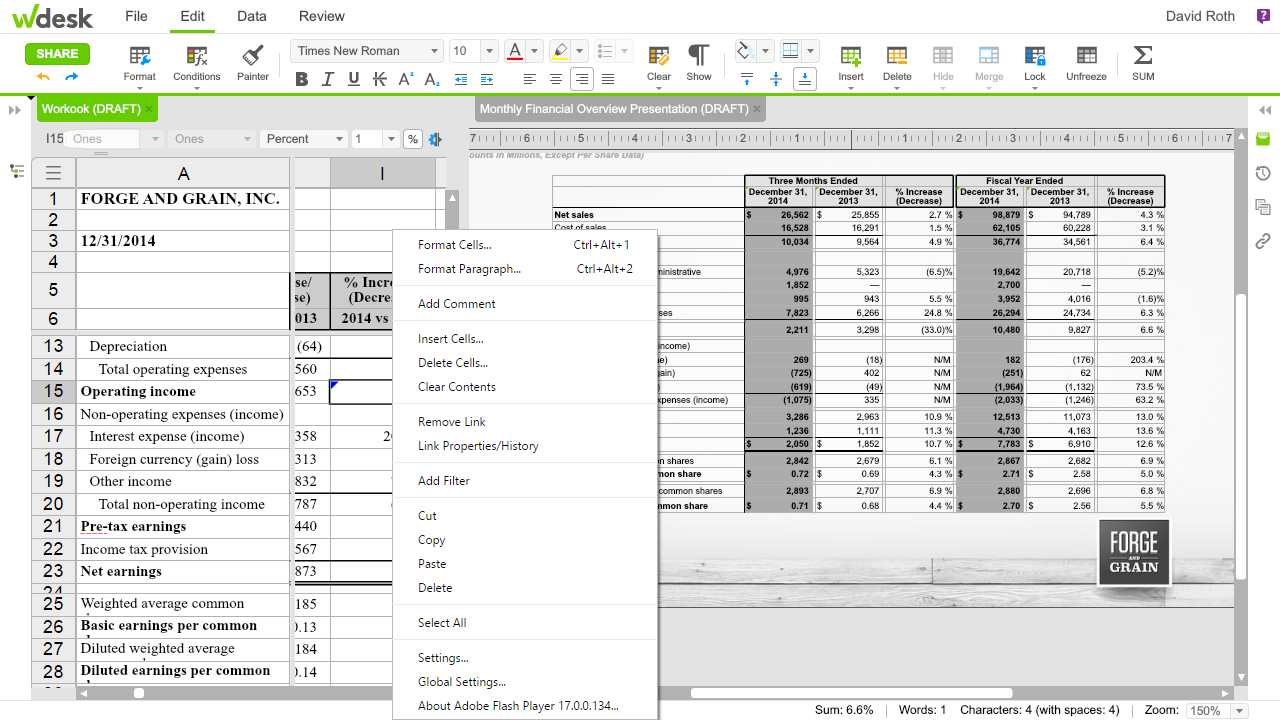 wdesk File Edit Data Review David Roth ?
SHARE Format Conditions Painter Times New Roman 10 Clear Show Insert Delete Hide Merge Lock Unfreeze SUM
Workook (DRAFT) × Monthly Financial Overview Presentation (DRAFT) ×
I15 Ones Ones Percent 1 %
A I
1 FORGE AND GRAIN, INC.
2
3 12/31/2014
4
5 se/ % Incre
se) (Decre
6 013 2014 vs
13 Depreciation (64)
14 Total operating expenses 560
15 Operating income 653
16 Non-operating expenses (income)
17 Interest expense (income) 358 2
18 Foreign currency (gain) loss 313
19 Other income 832
20 Total non-operating income 787
21 Pre-tax earnings 440
22 Income tax provision 567
23 Net earnings 873
24
25 Weighted average common 185
26 Basic earnings per common ).13
27 Diluted weighted average 184
28 Diluted earnings per common ).14
Format Cells... Ctrl+Alt+1
Format Paragraph... Ctrl+Alt+2
Add Comment
Insert Cells...
Delete Cells...
Clear Contents
Remove Link
Link Properties/History
Add Filter
Cut
Copy
Paste
Delete
Select All
Settings...
Global Settings...
About Adobe Flash Player 17.0.0.134...
7 6 5 4 3 2 1 1 2 3 4 5 6 7
ounts in Millions, Except Per Share Data)
Three Months Ended Fiscal Year Ended
December 31, 2014 December 31, 2013 % Increase (Decrease) December 31, 2014 December 31, 2013 % Increase (Decrease)
Net sales $ 26,562 $ 25,855 2.7 % $ 98,879 $ 94,789 4.3 %
Cost of sales 16,528 16,291 1.5 % 62,105 60,228 3.1 %
10,034 9,564 4.9 % 36,774 34,561 6.4 %
ministrative 4,976 5,323 (6.5)% 19,642 20,718 (5.2)%
1,852 — 2,700 —
995 943 5.5 % 3,952 4,016 (1.6)%
ses 7,823 6,266 24.8 % 26,294 24,734 6.3 %
2,211 3,298 (33.0)% 10,480 9,827 6.6 %
income)
e) 269 (18) N/M 182 (176) 203.4 %
gain) (725) 402 N/M (251) 62 N/M
) (619) (49) N/M (1,964) (1,132) 73.5 %
xpenses (income) (1,075) 335 N/M (2,033) (1,246) 63.2 %
3,286 2,963 10.9 % 12,513 11,073 13.0 %
1,236 1,111 11.3 % 4,730 4,163 13.6 %
$ 2,050 $ 1,852 10.7 % $ 7,783 $ 6,910 12.6 %
n shares 2,842 2,679 6.1 % 2,867 2,682 6.9 %
mon share $ 0.72 $ 0.69 4.3 % $ 2.71 $ 2.58 5.0 %
common shares 2,893 2,707 6.9 % 2,880 2,696 6.8 %
mmon share $ 0.71 $ 0.68 4.4 % $ 2.70 $ 2.56 5.5 %
FORGE
AND
GRAIN
Sum: 6.6% Words: 1 Characters: 4 (with spaces: 4) Zoom: 150%